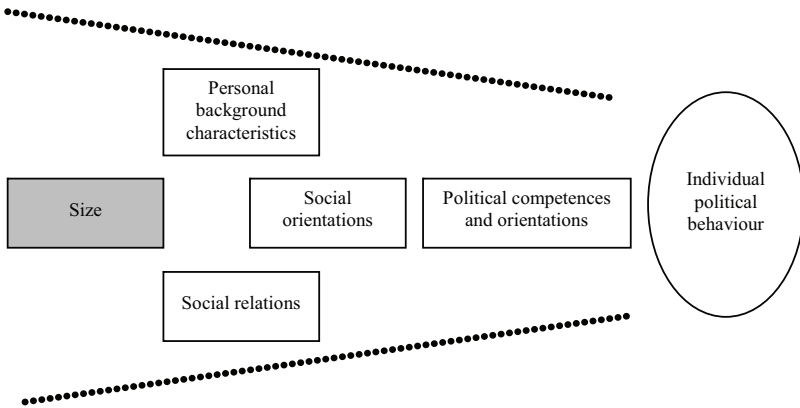 Personal
background
characteristics
Size
Social
orientations
Political competences
and orientations
Individual
political
behaviour
Social relations